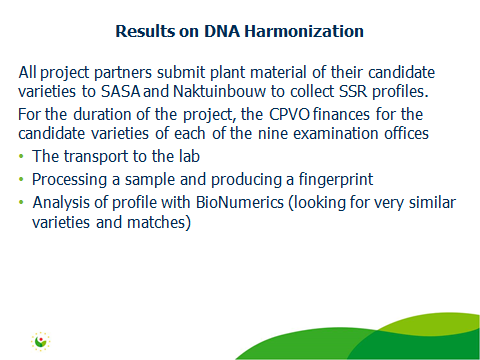 Results on DNA Harmonization
All project partners submit plant material of their candidate
varieties to SASA and Naktuinbouw to collect SSR profiles.
For the duration of the project, the CPVO finances for the
candidate varieties of each of the nine examination offices
• The transport to the lab
• Processing a sample and producing a fingerprint
• Analysis of profile with BioNumerics (looking for very similar
varieties and matches)